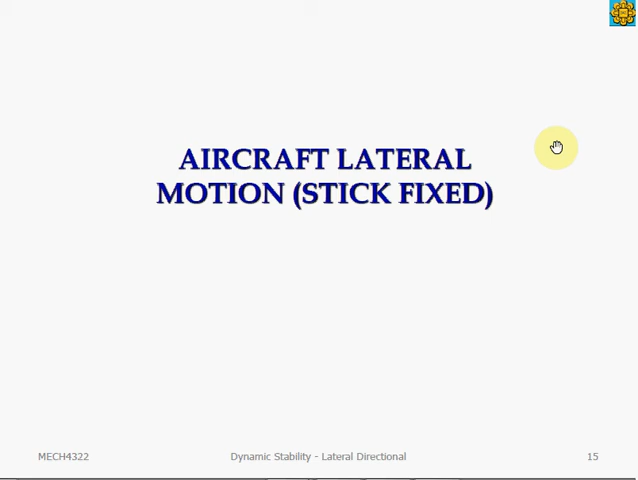 AIRCRAFT LATERAL
MOTION (STICK FIXED)
MECH4322
Dynamic Stability - Lateral Directional
15